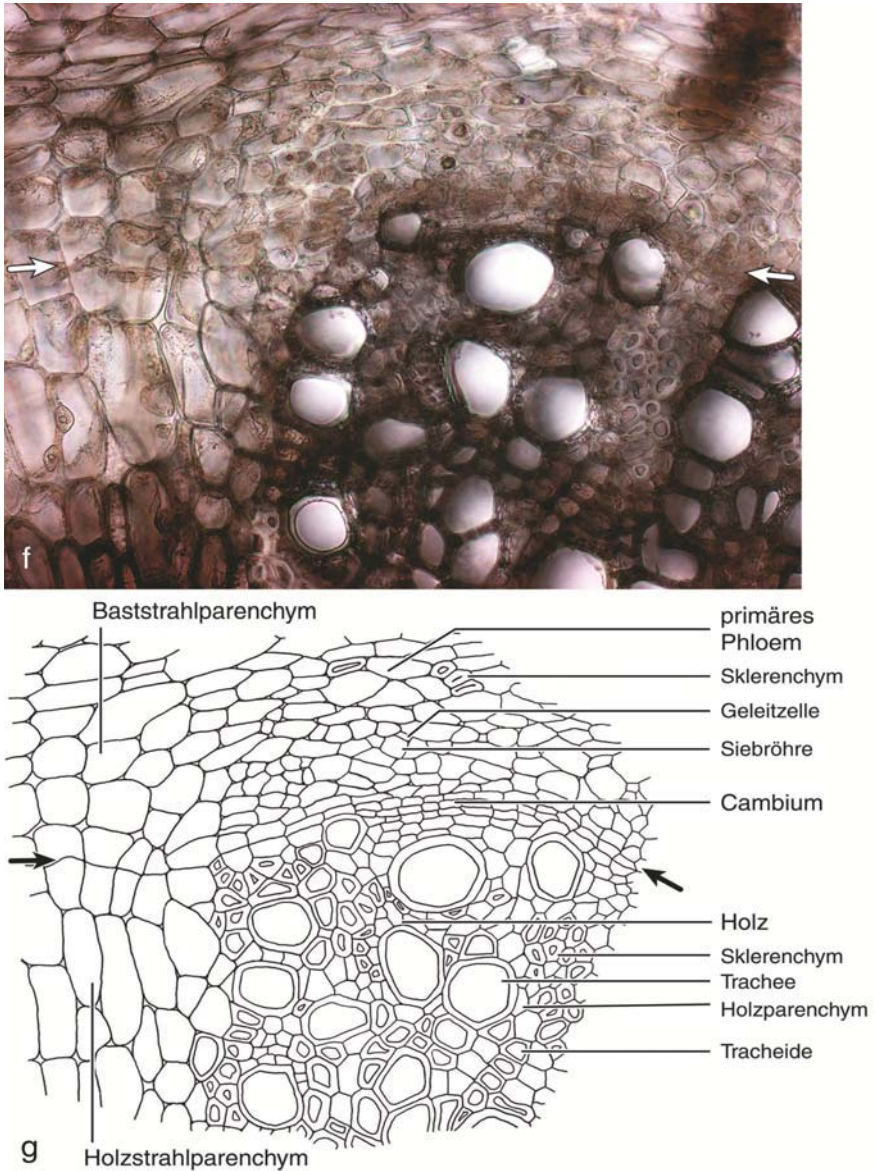 f
Baststrahlparenchym
primäres
Phloem
Sklerenchym
Geleitzelle
Siebröhre
Cambium
Holz
Sklerenchym
Trachee
Holzparenchym
Tracheide
g
Holzstrahlparenchym